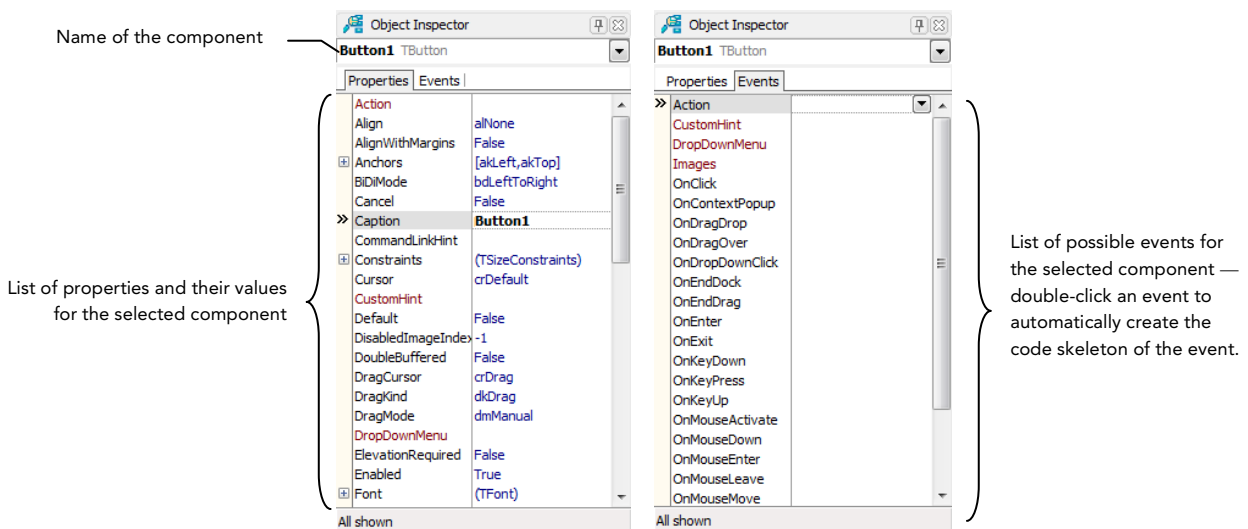 Name of the component
Object Inspector
Button1 TButton
Properties Events
Action
Align alNone
AlignWithMargins False
Anchors [akLeft,akTop]
BiDiMode bdLeftToRight
Cancel False
Caption Button1
CommandLinkHint
Constraints (TSizeConstraints)
Cursor crDefault
CustomHint
Default False
DisabledImageIndex -1
DoubleBuffered False
DragCursor crDrag
DragKind dkDrag
DragMode dmManual
DropDownMenu
ElevationRequired False
Enabled True
Font (TFont)
All shown
List of properties and their values
for the selected component
Object Inspector
Button1 TButton
Properties Events
Action
CustomHint
DropDownMenu
Images
OnClick
OnContextPopup
OnDragDrop
OnDragOver
OnDropDownClick
OnEndDock
OnEndDrag
OnEnter
OnExit
OnKeyDown
OnKeyPress
OnKeyUp
OnMouseActivate
OnMouseDown
OnMouseEnter
OnMouseLeave
OnMouseMove
All shown
List of possible events for
the selected component —
double-click an event to
automatically create the
code skeleton of the event.